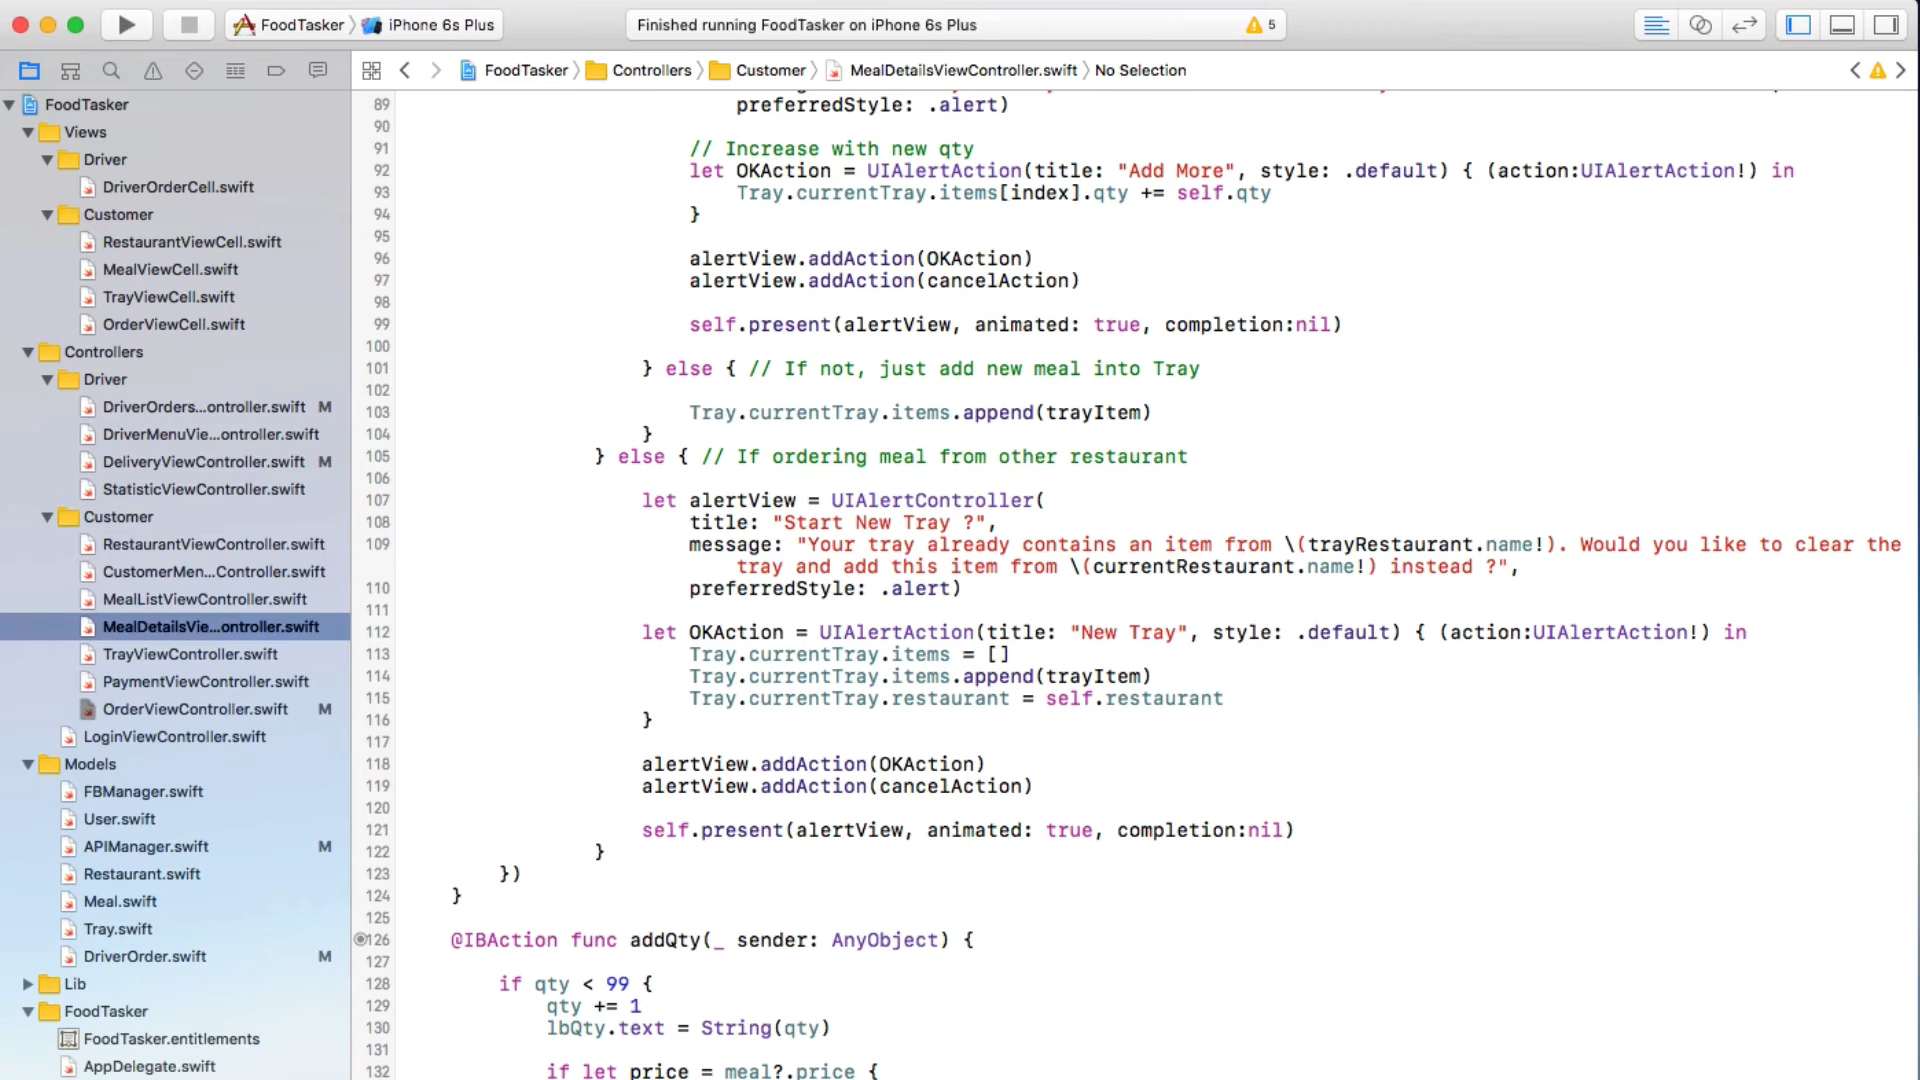 FoodTasker iPhone 6s Plus
Finished running FoodTasker on iPhone 6s Plus
5
FoodTasker Controllers Customer MealDetailsViewController.swift No Selection
FoodTasker
Views
Driver
DriverOrderCell.swift
Customer
RestaurantViewCell.swift
MealViewCell.swift
TrayViewCell.swift
OrderViewCell.swift
Controllers
Driver
DriverOrders...ontroller.swift M
DriverMenuVie...ontroller.swift
DeliveryViewController.swift M
StatisticViewController.swift
Customer
RestaurantViewController.swift
CustomerMen...Controller.swift
MealListViewController.swift
MealDetailsVie...ontroller.swift
TrayViewController.swift
PaymentViewController.swift
OrderViewController.swift M
LoginViewController.swift
Models
FBManager.swift
User.swift
APIManager.swift M
Restaurant.swift
Meal.swift
Tray.swift
DriverOrder.swift M
Lib
FoodTasker
FoodTasker.entitlements
AppDelegate.swift
89 preferredStyle: .alert)
90
91 // Increase with new qty
92 let OKAction = UIAlertAction(title: "Add More", style: .default) { (action:UIAlertAction!) in
93 Tray.currentTray.items[index].qty += self.qty
94 }
95
96 alertView.addAction(OKAction)
97 alertView.addAction(cancelAction)
98
99 self.present(alertView, animated: true, completion:nil)
100
101 } else { // If not, just add new meal into Tray
102
103 Tray.currentTray.items.append(trayItem)
104 }
105 } else { // If ordering meal from other restaurant
106
107 let alertView = UIAlertController(
108 title: "Start New Tray ?",
109 message: "Your tray already contains an item from \(trayRestaurant.name!). Would you like to clear the
tray and add this item from \(currentRestaurant.name!) instead ?",
110 preferredStyle: .alert)
111
112 let OKAction = UIAlertAction(title: "New Tray", style: .default) { (action:UIAlertAction!) in
113 Tray.currentTray.items = []
114 Tray.currentTray.items.append(trayItem)
115 Tray.currentTray.restaurant = self.restaurant
116 }
117
118 alertView.addAction(OKAction)
119 alertView.addAction(cancelAction)
120
121 self.present(alertView, animated: true, completion:nil)
122 }
123 })
124 }
125
126 @IBAction func addQty(_ sender: AnyObject) {
127
128 if qty < 99 {
129 qty += 1
130 lbQty.text = String(qty)
131
132 if let price = meal?.price {